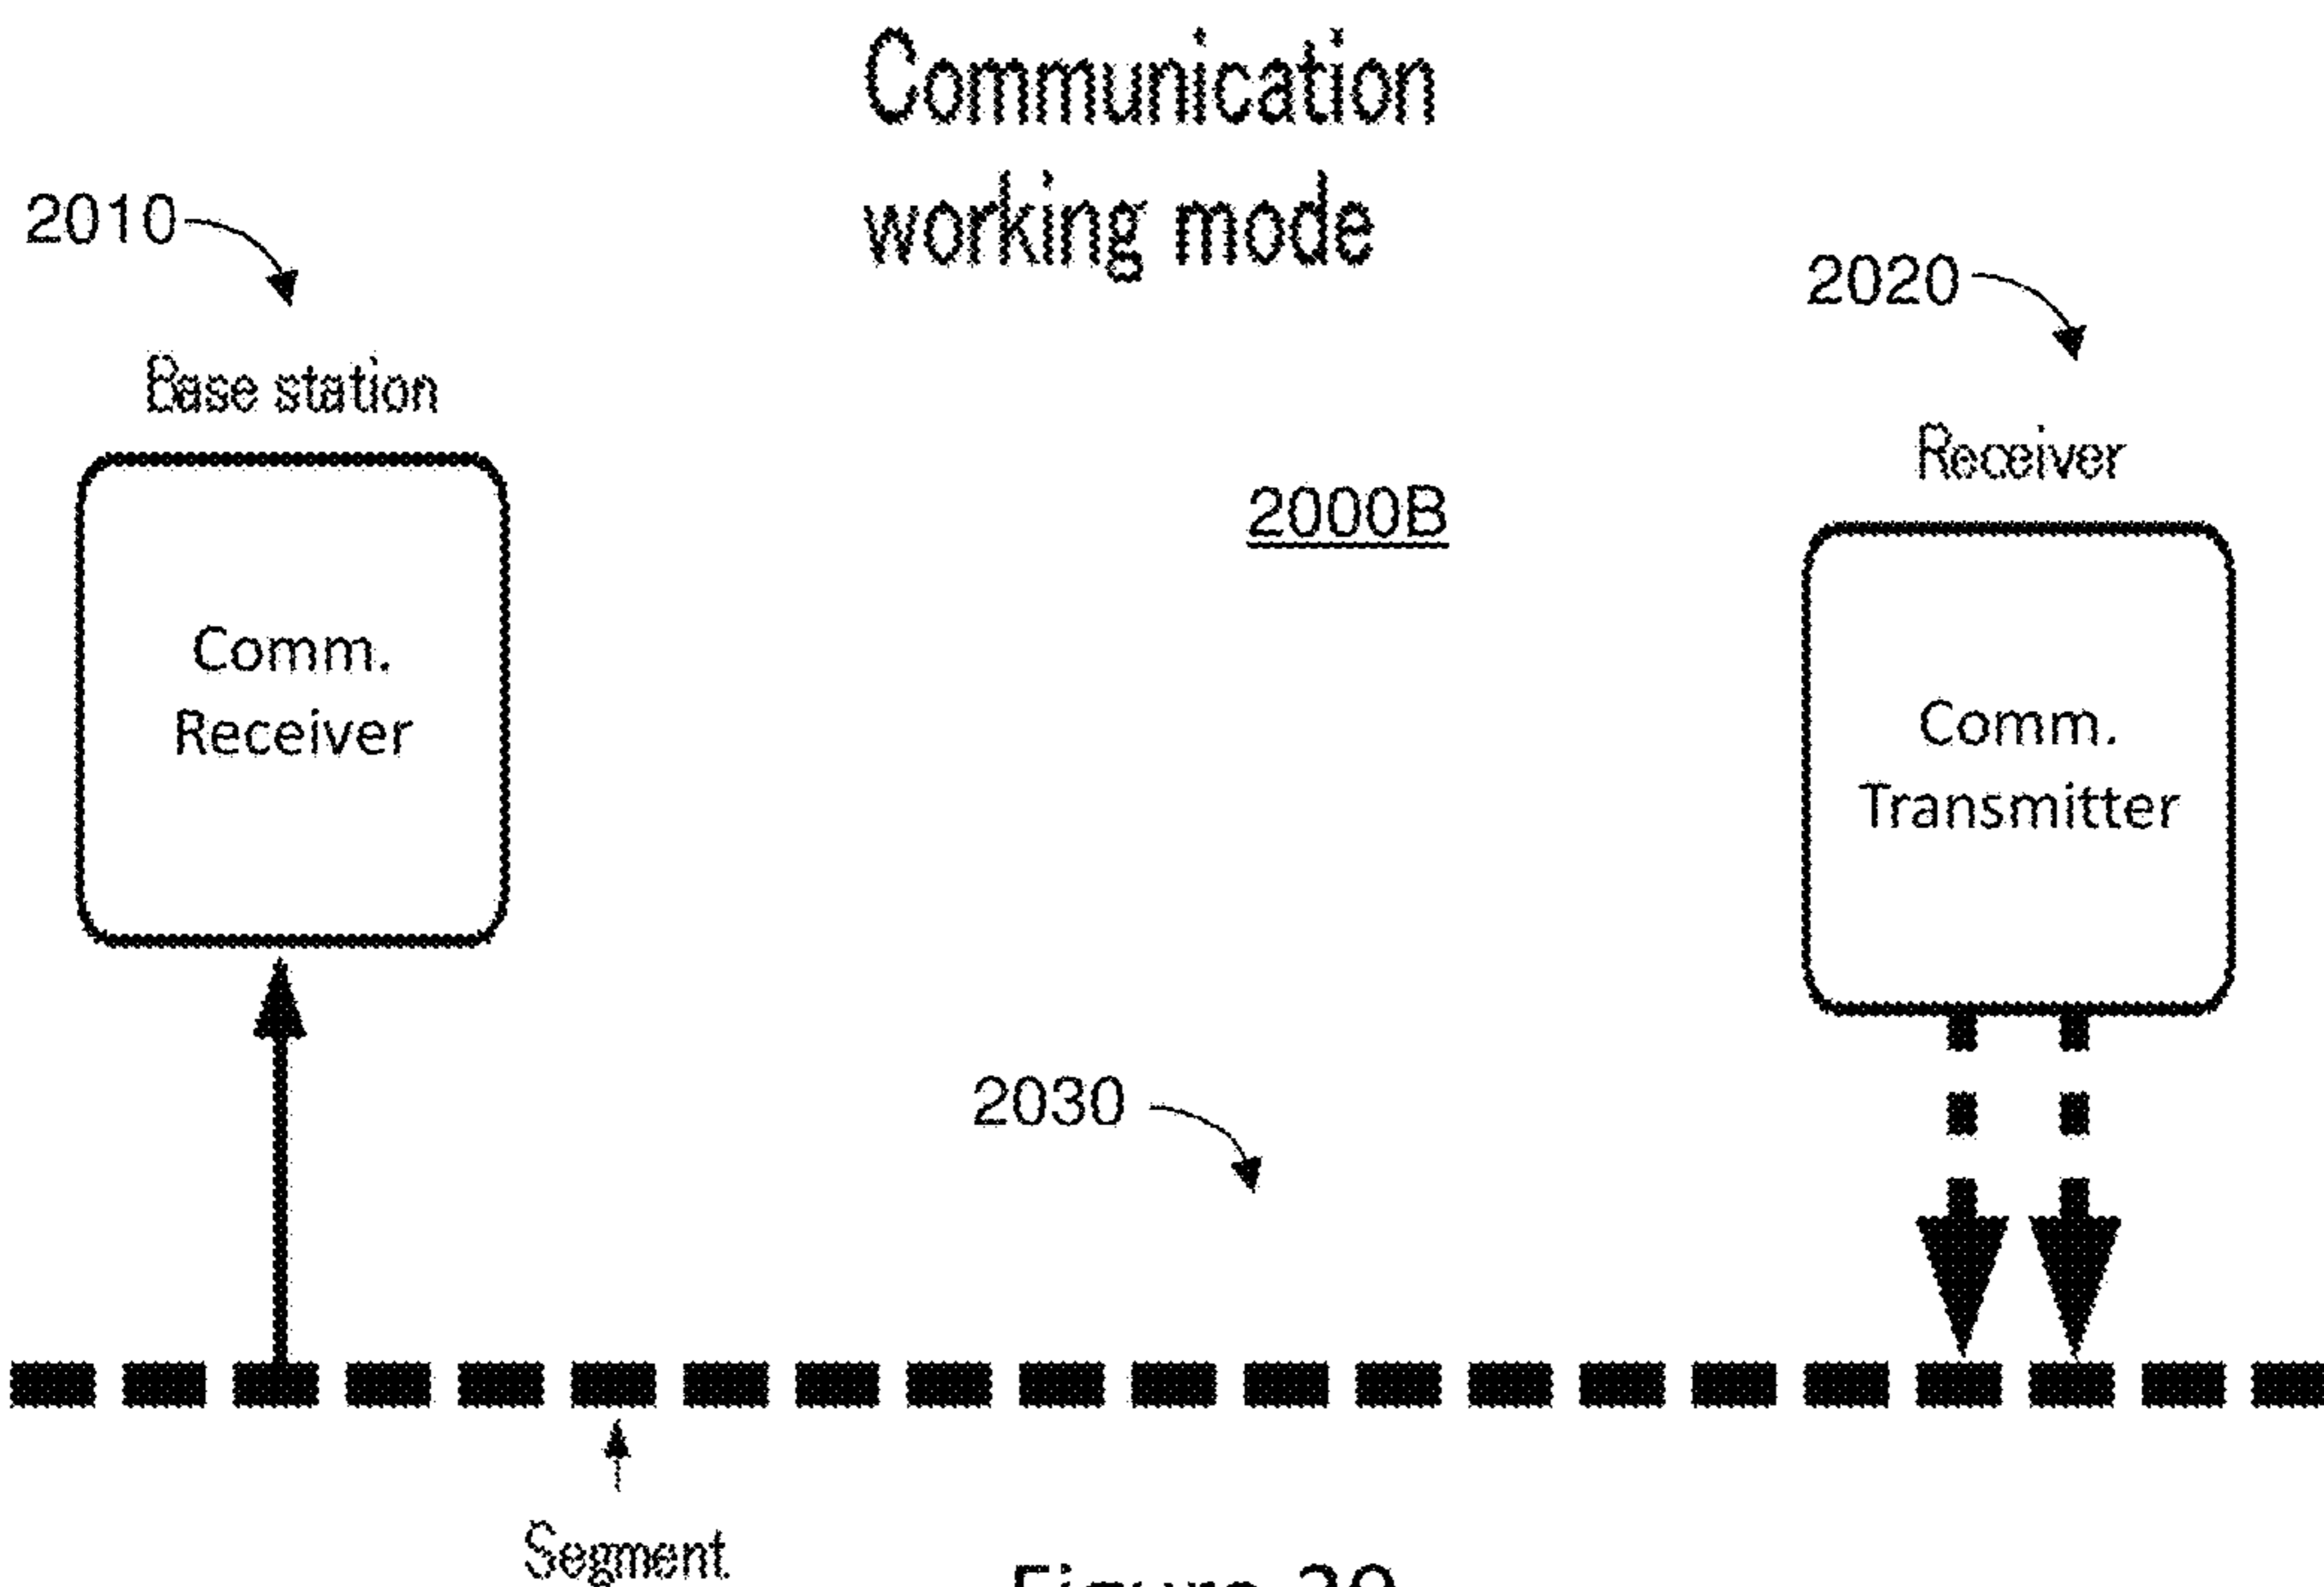 Communication
working mode
2010
2020
Base station
Receiver
2000B
Comm.
Receiver
Comm.
Transmitter
2030
Segment